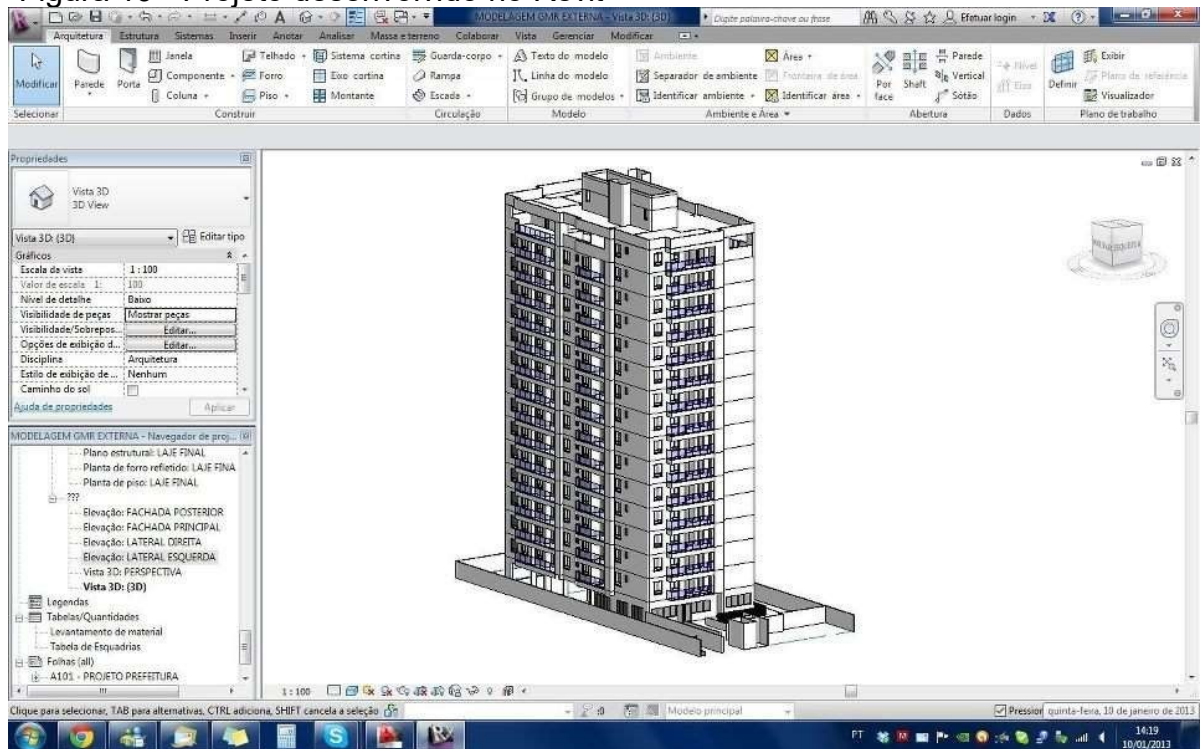 MODELAGEM GMR EXTERNA - Vista 3D: {3D}
Digite palavra-chave ou frase
Efetuar login
Arquitetura Estrutura Sistemas Inserir Anotar Analisar Massa e terreno Colaborar Vista Gerenciar Modificar
Modificar
Parede
Porta
Janela
Componente
Coluna
Telhado
Forro
Piso
Sistema cortina
Eixo cortina
Montante
Guarda-corpo
Rampa
Escada
Texto do modelo
Linha do modelo
Grupo de modelos
Ambiente
Separador de ambiente
Identificar ambiente
Área
Fronteira de área
Identificar área
Por face
Shaft
Parede
Vertical
Sótão
Nível
Eixo
Definir
Exibir
Plano de referência
Visualizador
Selecionar Construir Circulação Modelo Ambiente e Área Abertura Dados Plano de trabalho
Propriedades
Vista 3D
3D View
Vista 3D: {3D} Editar tipo
Gráficos
Escala da vista 1 : 100
Valor de escala 1: 100
Nível de detalhe Baixo
Visibilidade de peças Mostrar peças
Visibilidade/Sobrepos... Editar...
Opções de exibição d... Editar...
Disciplina Arquitetura
Estilo de exibição de ... Nenhum
Caminho do sol
Ajuda de propriedades Aplicar
MODELAGEM GMR EXTERNA - Navegador de proj...
Plano estrutural: LAJE FINAL
Planta de forro refletido: LAJE FINA
Planta de piso: LAJE FINAL
???
Elevação: FACHADA POSTERIOR
Elevação: FACHADA PRINCIPAL
Elevação: LATERAL DIREITA
Elevação: LATERAL ESQUERDA
Vista 3D: PERSPECTIVA
Vista 3D: {3D}
Legendas
Tabelas/Quantidades
Levantamento de material
Tabela de Esquadrias
Folhas (all)
A101 - PROJETO PREFEITURA
1 : 100
Clique para selecionar, TAB para alternativas, CTRL adiciona, SHIFT cancela a seleção
:0
Modelo principal
Pression
quinta-feira, 10 de janeiro de 2013
PT
14:19
10/01/2013